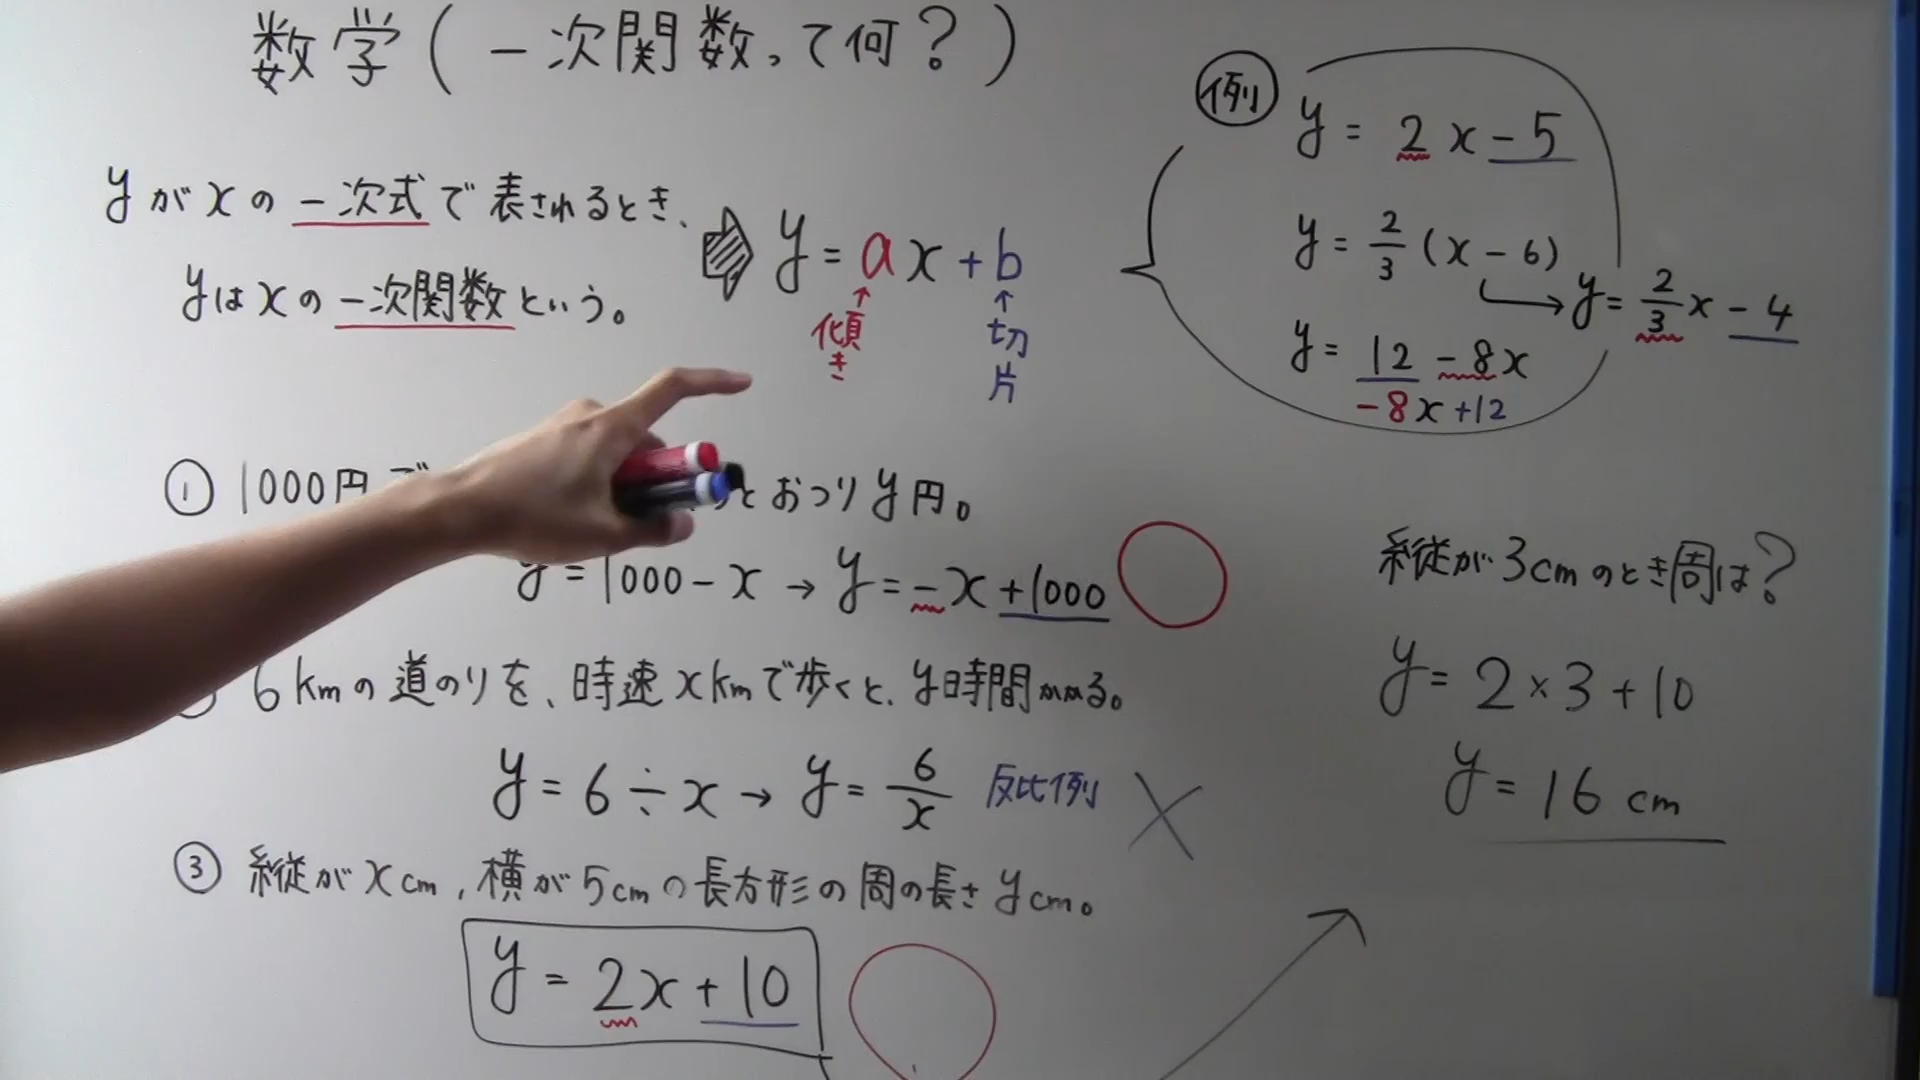 数学(一次関数って何?)
yがxの一次式で表されるとき、
yはxの一次関数という。
y=ax+b
傾き
切片
例
y=2x-5
y=2/3(x-6)
y=2/3x-4
y=12-8x
-8x+12
① 1000円で
とおつりy円。
y=1000-x→y=-x+1000
6kmの道のりを、時速xkmで歩くと、y時間かかる。
y=6÷x→y=6/x 反比例
③ 縦がxcm,横が5cmの長方形の周の長さycm。
y=2x+10
縦が3cmのとき周は?
y=2×3+10
y=16cm